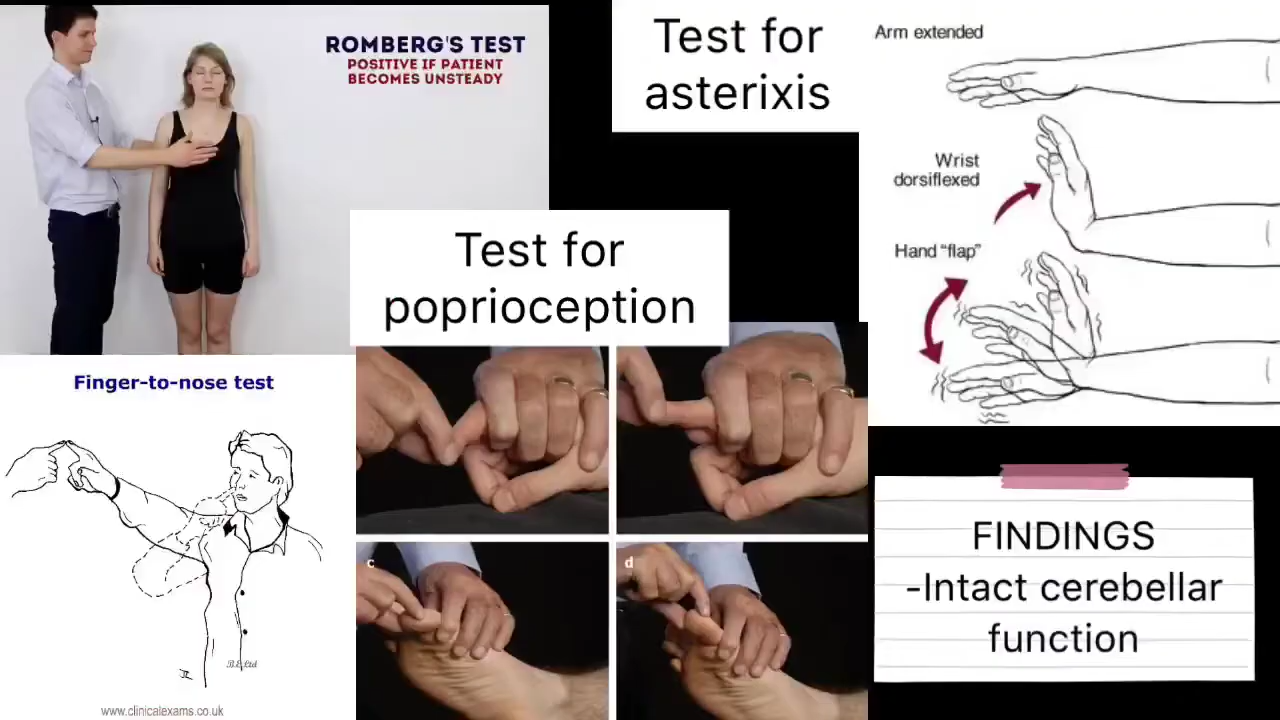 ROMBERG'S TEST
POSITIVE IF PATIENT
BECOMES UNSTEADY
Test for
asterixis
Arm extended
Wrist
dorsiflexed
Hand “flap”
Test for
poprioception
c
d
Finger-to-nose test
B.E.Ltd
www.clinicalexams.co.uk
FINDINGS
-Intact cerebellar
function